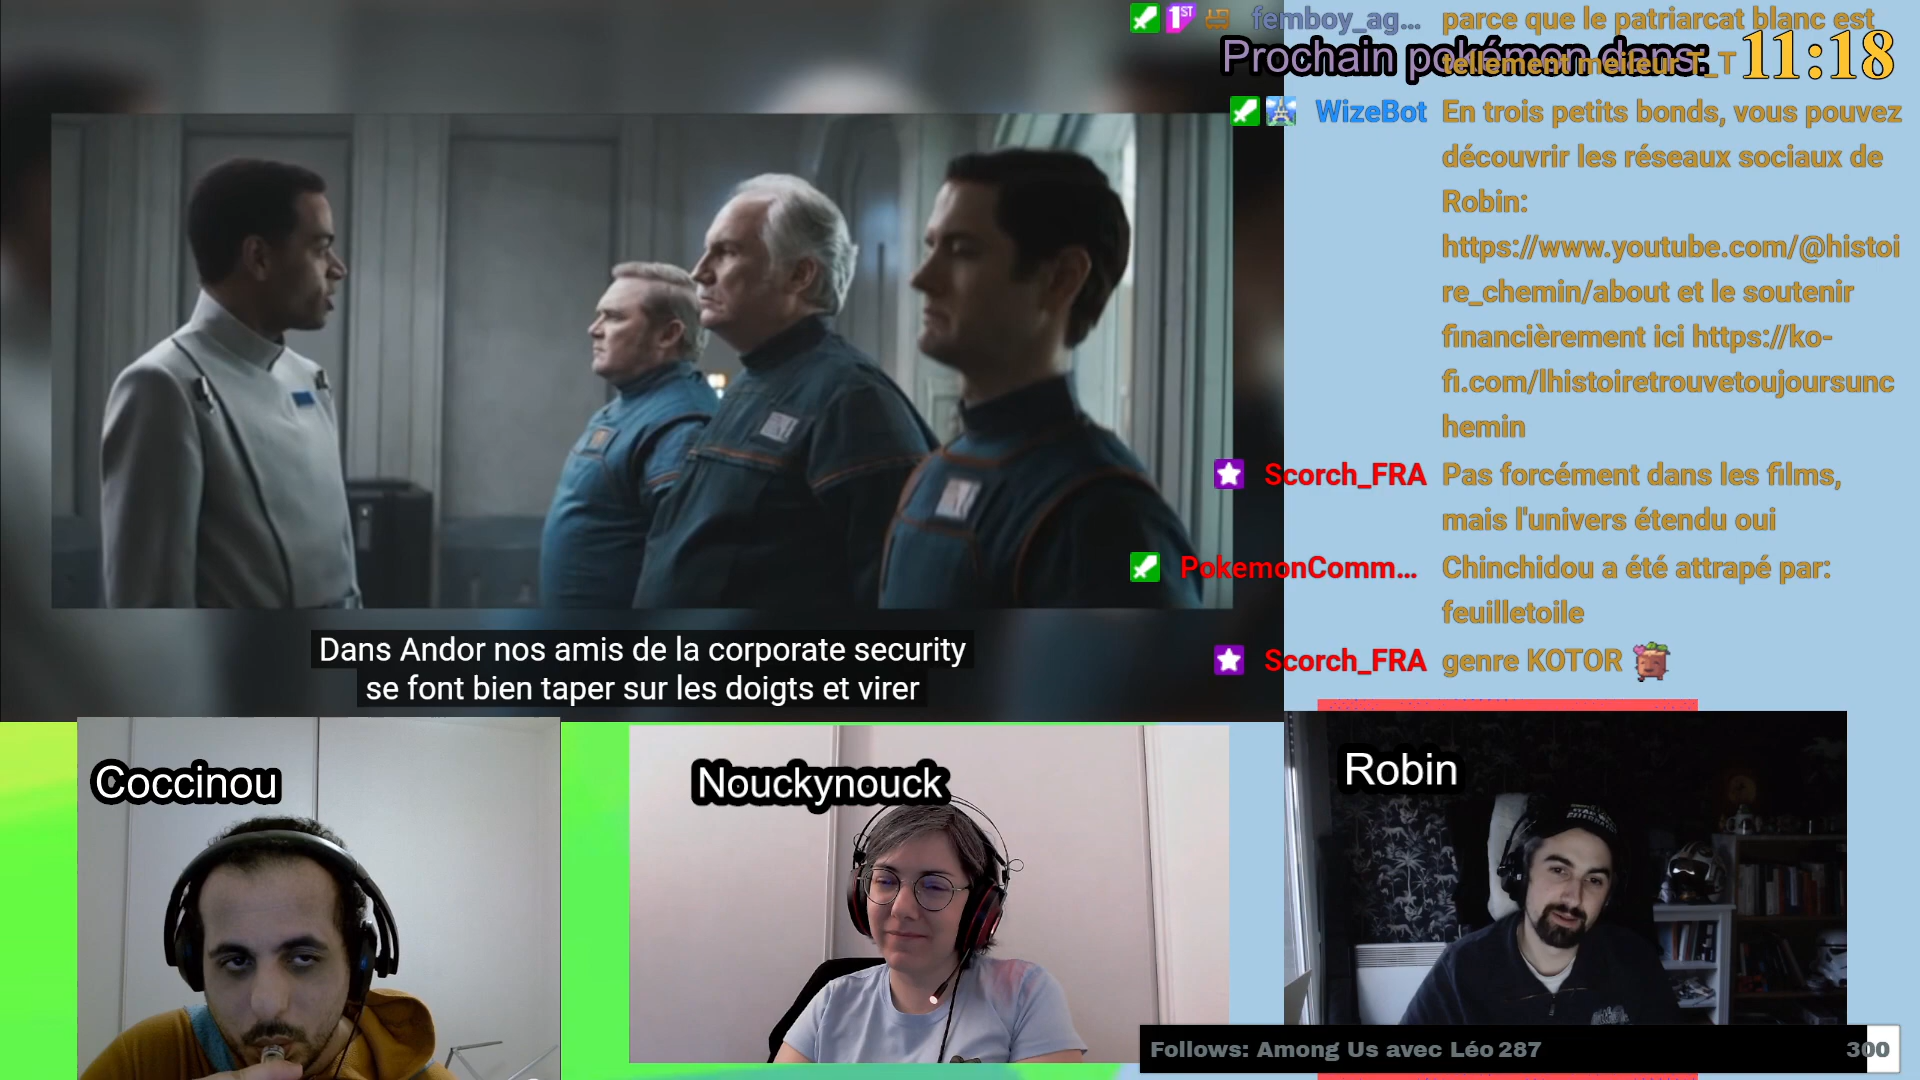 femboy_ag... parce que le patriarcat blanc est
tellement meileur T_T
Prochain pokémon dans: 11:18
WizeBot En trois petits bonds, vous pouvez
découvrir les réseaux sociaux de
Robin:
https://www.youtube.com/@histoi
re_chemin/about et le soutenir
financièrement ici https://ko-
fi.com/lhistoiretrouvetoujoursunc
hemin
Scorch_FRA Pas forcément dans les films,
mais l'univers étendu oui
PokemonComm... Chinchidou a été attrapé par:
feuilletoile
Scorch_FRA genre KOTOR
Dans Andor nos amis de la corporate security
se font bien taper sur les doigts et virer
Coccinou
Nouckynouck
Robin
Follows: Among Us avec Léo 287 300
1ST